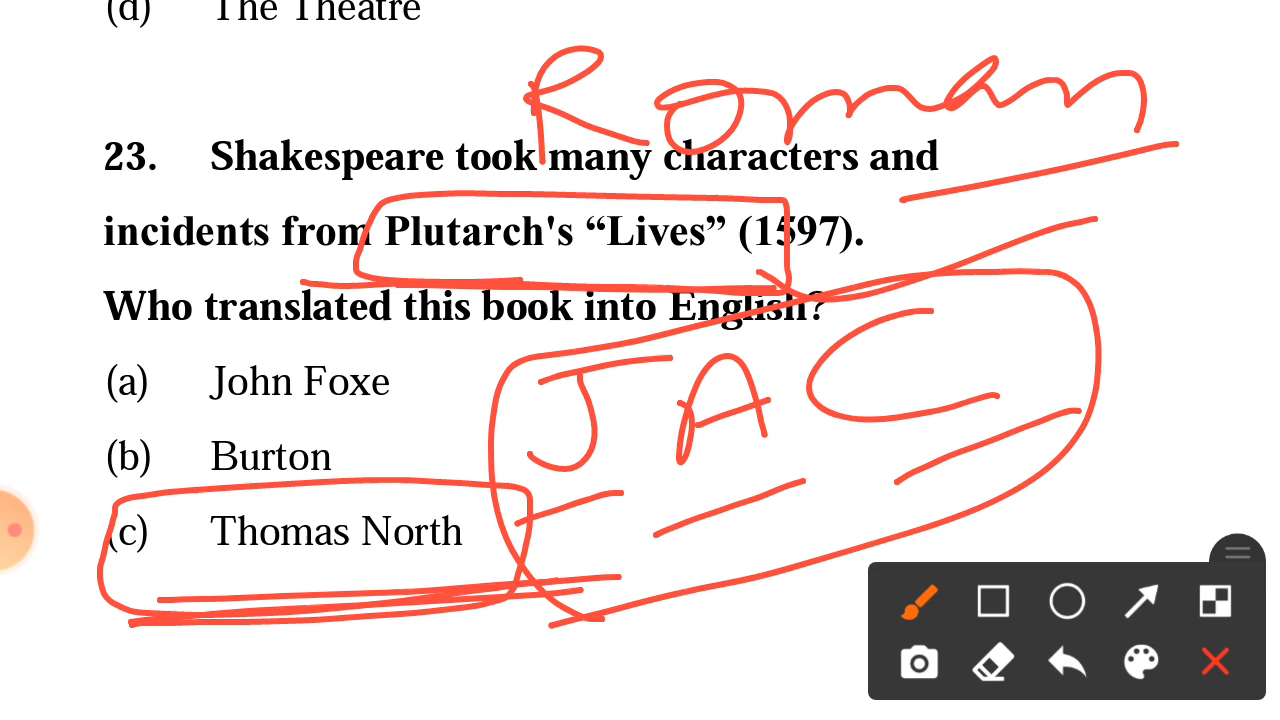 (d) The Theatre
Roman
23. Shakespeare took many characters and
incidents from Plutarch's “Lives” (1597).
Who translated this book into English?
(a) John Foxe
JAC
(b) Burton
(c) Thomas North